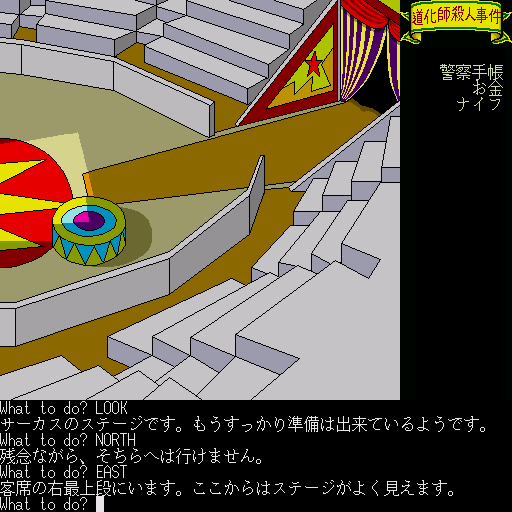 道化師殺人事件
警察手帳
お金
ナイフ
What to do? LOOK
サーカスのステージです。もうすっかり準備は出来ているようです。
What to do? NORTH
残念ながら、そちらへは行けません。
What to do? EAST
客席の右最上段にいます。ここからはステージがよく見えます。
What to do?